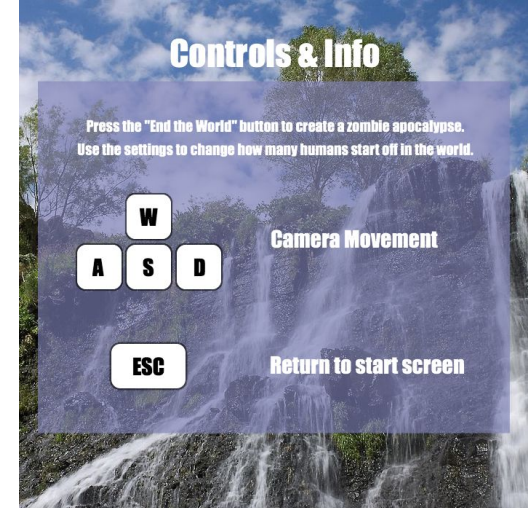 Controls & Info
Press the "End the World" button to create a zombie apocalypse.
Use the settings to change how many humans start off in the world.
W
A S D
Camera Movement
ESC
Return to start screen